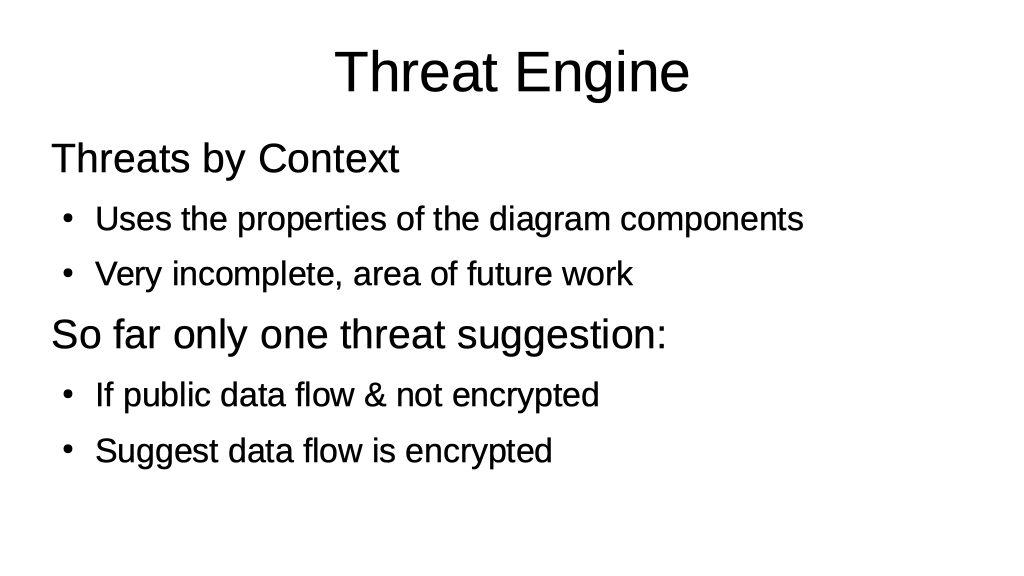 Threat Engine
Threats by Context
• Uses the properties of the diagram components
• Very incomplete, area of future work
So far only one threat suggestion:
• If public data flow & not encrypted
• Suggest data flow is encrypted